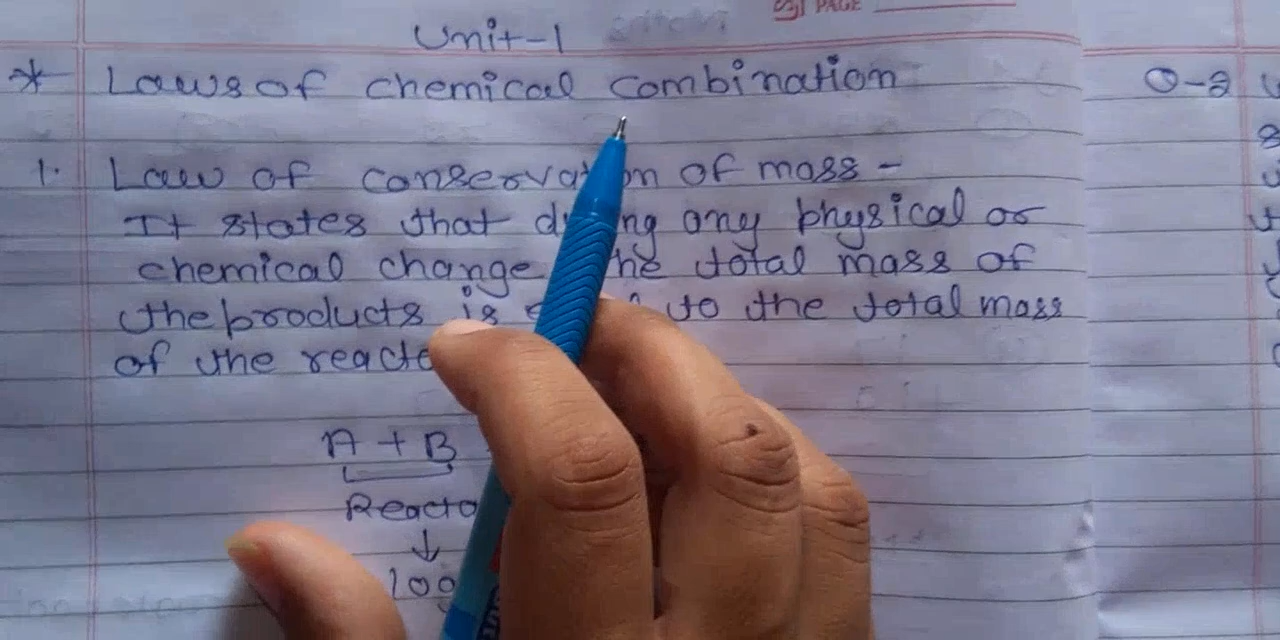 PAGE
Unit-1
* Laws of chemical combination
1. Law of conservation of mass -
It states that any physical or
chemical change the total mass of
the products is to the total mass
of the
A + B
↓
Q-2